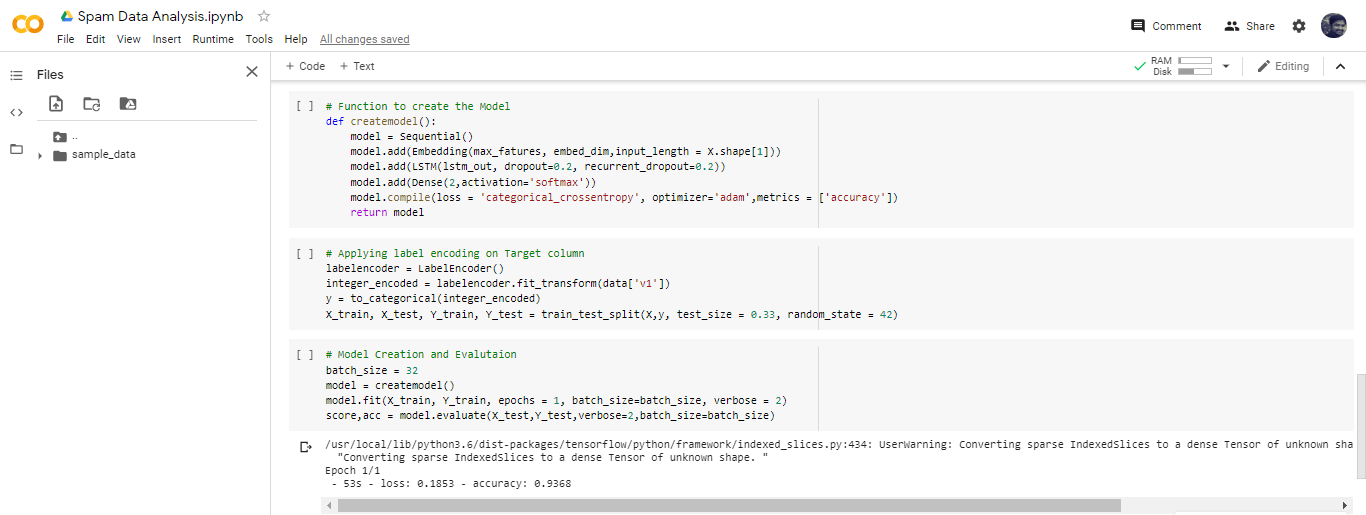 Spam Data Analysis.ipynb
File Edit View Insert Runtime Tools Help All changes saved
Comment
Share
Files
+ Code + Text
RAM
Disk
Editing
..
sample_data
[ ] # Function to create the Model
def createmodel():
model = Sequential()
model.add(Embedding(max_fatures, embed_dim,input_length = X.shape[1]))
model.add(LSTM(lstm_out, dropout=0.2, recurrent_dropout=0.2))
model.add(Dense(2,activation='softmax'))
model.compile(loss = 'categorical_crossentropy', optimizer='adam',metrics = ['accuracy'])
return model
[ ] # Applying label encoding on Target column
labelencoder = LabelEncoder()
integer_encoded = labelencoder.fit_transform(data['v1'])
y = to_categorical(integer_encoded)
X_train, X_test, Y_train, Y_test = train_test_split(X,y, test_size = 0.33, random_state = 42)
[ ] # Model Creation and Evalutaion
batch_size = 32
model = createmodel()
model.fit(X_train, Y_train, epochs = 1, batch_size=batch_size, verbose = 2)
score,acc = model.evaluate(X_test,Y_test,verbose=2,batch_size=batch_size)
/usr/local/lib/python3.6/dist-packages/tensorflow/python/framework/indexed_slices.py:434: UserWarning: Converting sparse IndexedSlices to a dense Tensor of unknown sha
"Converting sparse IndexedSlices to a dense Tensor of unknown shape. "
Epoch 1/1
- 53s - loss: 0.1853 - accuracy: 0.9368